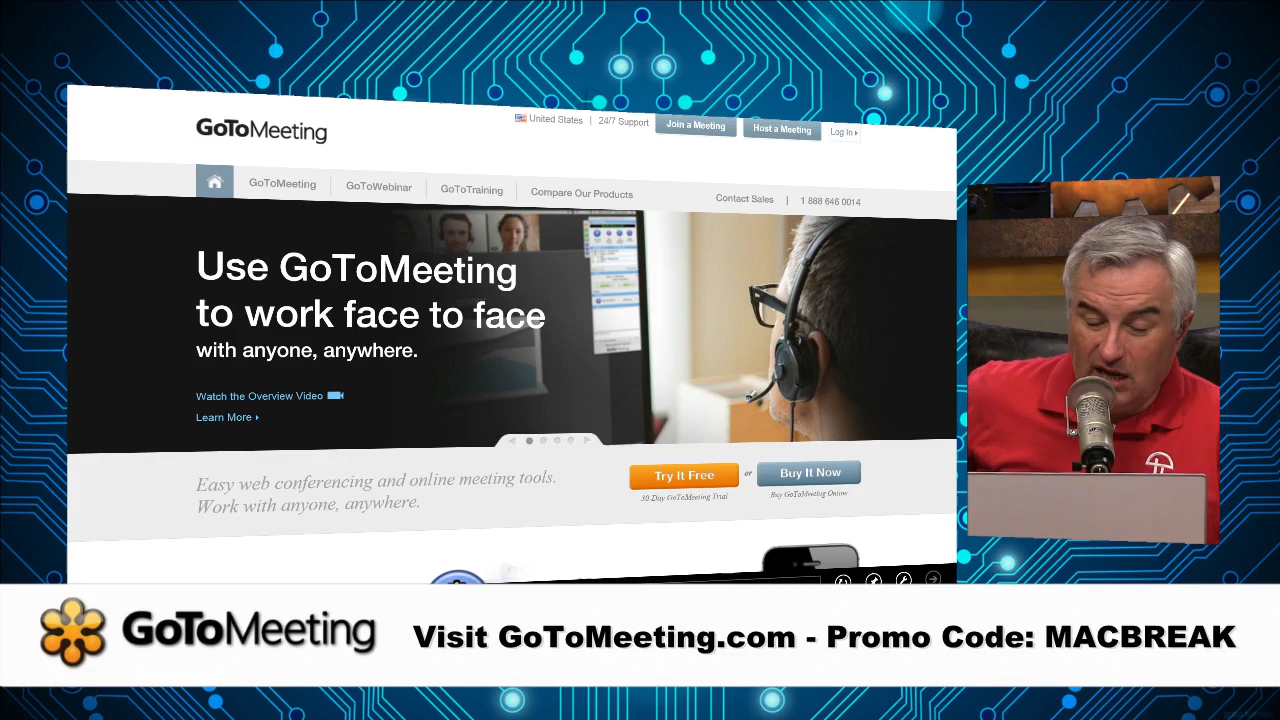 GoToMeeting
United States | 24/7 Support
Join a Meeting
Host a Meeting
Log In
GoToMeeting
GoToWebinar
GoToTraining
Compare Our Products
Contact Sales | 1 888 646 0014
Use GoToMeeting
to work face to face
with anyone, anywhere.
Watch the Overview Video
Learn More
Easy web conferencing and online meeting tools.
Work with anyone, anywhere.
Try It Free
or
Buy It Now
30-Day GoToMeeting Trial
Buy GoToMeeting Online
GoToMeeting
Visit GoToMeeting.com - Promo Code: MACBREAK